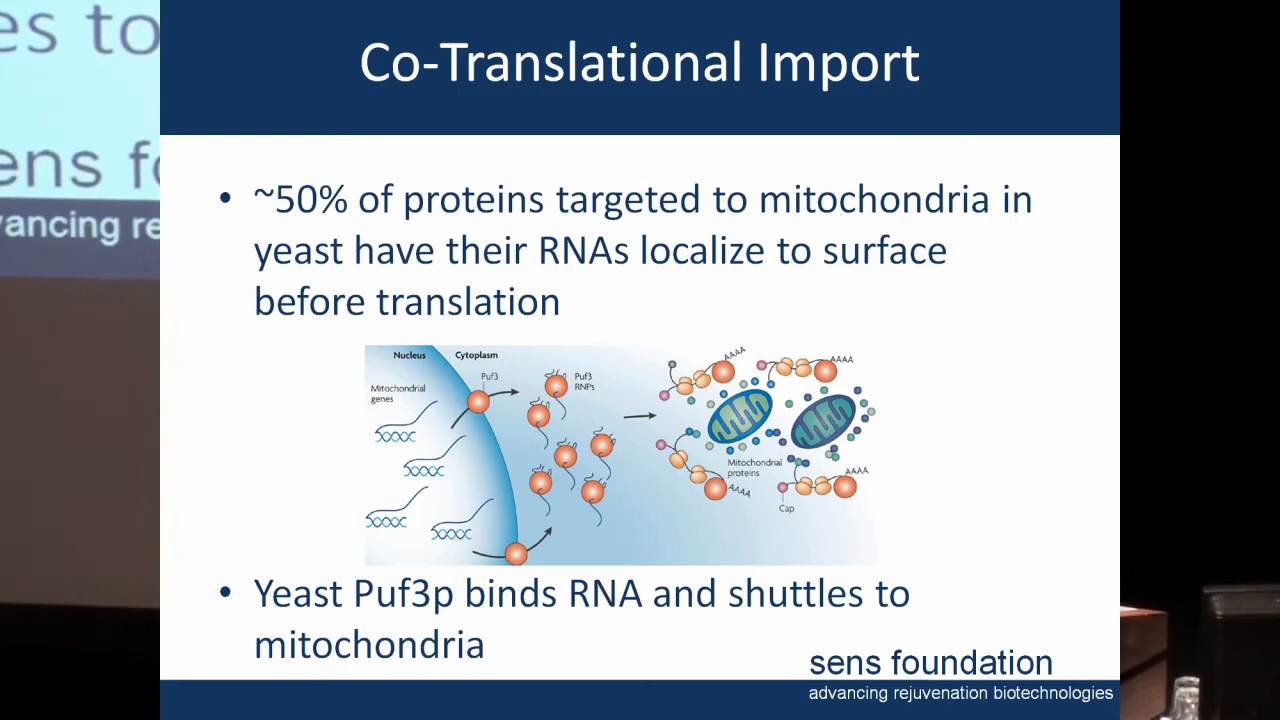 es to
ens f
vancing re
Co-Translational Import
• ~50% of proteins targeted to mitochondria in
yeast have their RNAs localize to surface
before translation
Nucleus
Cytoplasm
Mitochondrial
genes
Puf3
Puf3
RNPs
AAAA
AAAA
Mitochondrial
proteins
AAAA
AAAA
Cap
• Yeast Puf3p binds RNA and shuttles to
mitochondria
sens foundation
advancing rejuvenation biotechnologies